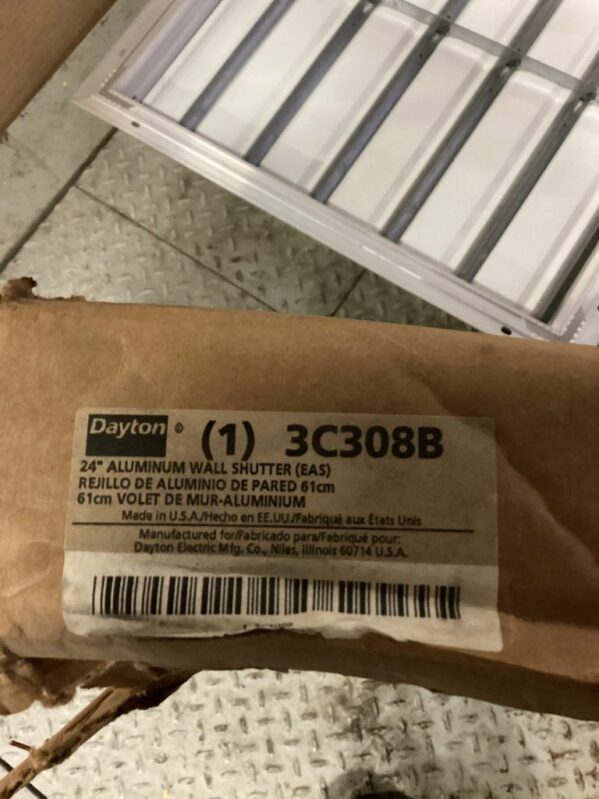 Dayton® (1) 3C308B
24" ALUMINUM WALL SHUTTER (EAS)
REJILLO DE ALUMINIO DE PARED 61cm
61cm VOLET DE MUR-ALUMINIUM
Made in U.S.A./Hecho en EE.UU./Fabriqué aux États Unis
Manufactured for/Fabricado para/Fabriqué pour:
Dayton Electric Mfg. Co., Niles, Illinois 60714 U.S.A.